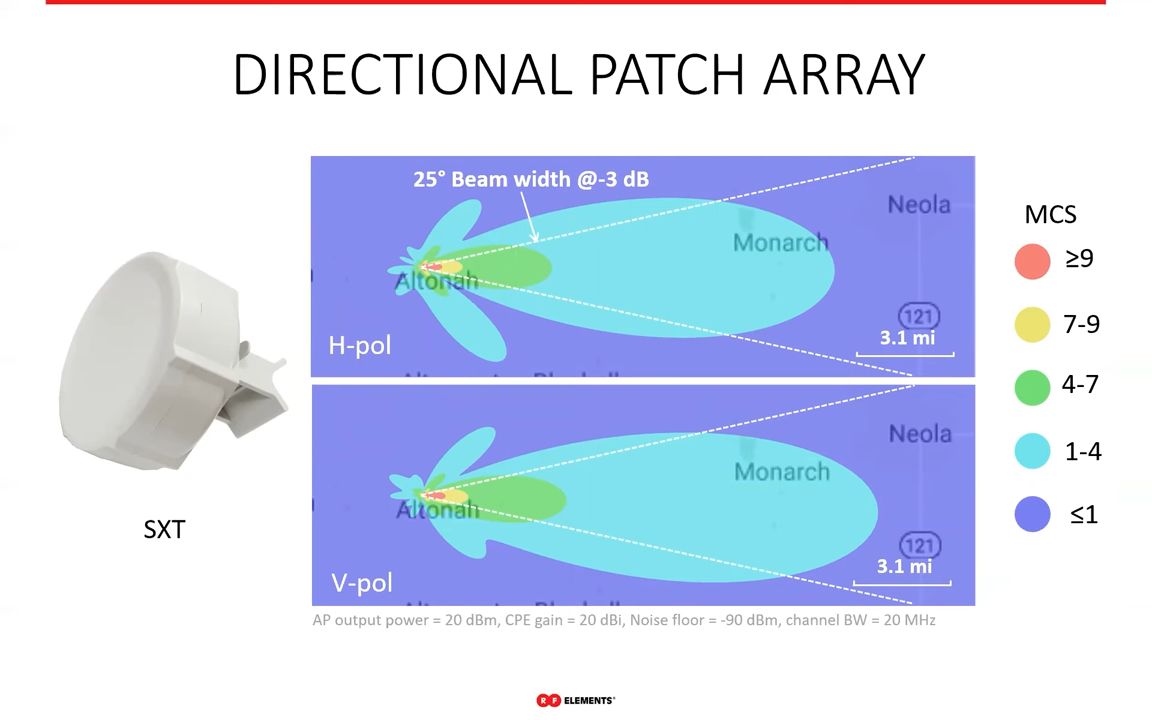 DIRECTIONAL PATCH ARRAY
25° Beam width @-3 dB
Neola
Monarch
Altonah
121
3.1 mi
H-pol
Neola
Monarch
Altonah
121
3.1 mi
V-pol
SXT
MCS
≥9
7-9
4-7
1-4
≤1
AP output power = 20 dBm, CPE gain = 20 dBi, Noise floor = -90 dBm, channel BW = 20 MHz
RF ELEMENTS